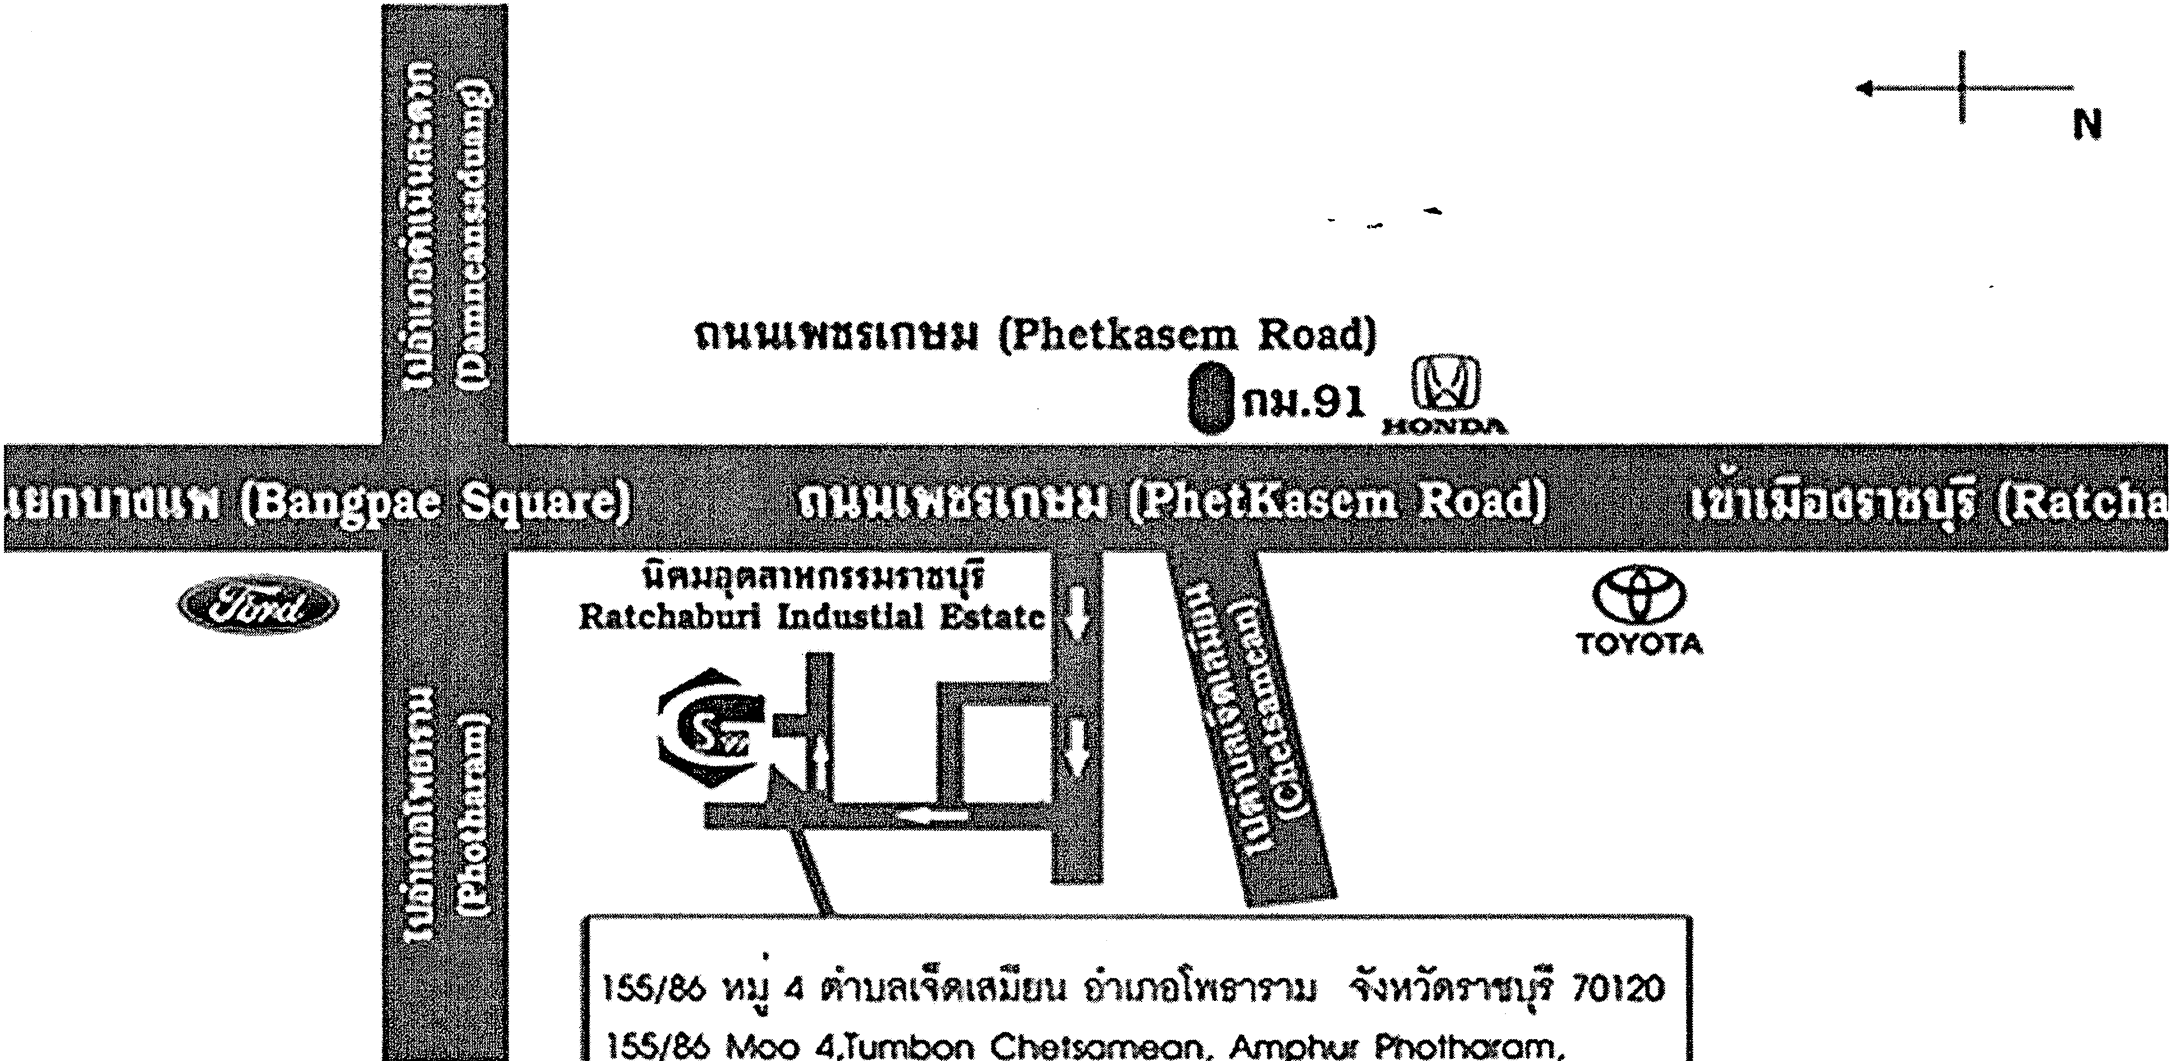 N
ไปอำเภอดำเนินสะดวก
(Damncansaduang)
ถนนเพชรเกษม (Phetkasem Road)
กม.91
HONDA
แยกบางแพ (Bangpae Square)
ถนนเพชรเกษม (PhetKasem Road)
เข้าเมืองราชบุรี (Ratcha
Ford
นิคมอุตสาหกรรมราชบุรี
Ratchaburi Industial Estate
TOYOTA
ไปตำบลเจ็ดเสมียน
(Chetsamcan)
ไปอำเภอโพธาราม
(Photharam)
155/86 หมู่ 4 ตำบลเจ็ดเสมียน อำเภอโพธาราม จังหวัดราชบุรี 70120
155/86 Moo 4,Tumbon Chetsamean, Amphur Photharam,